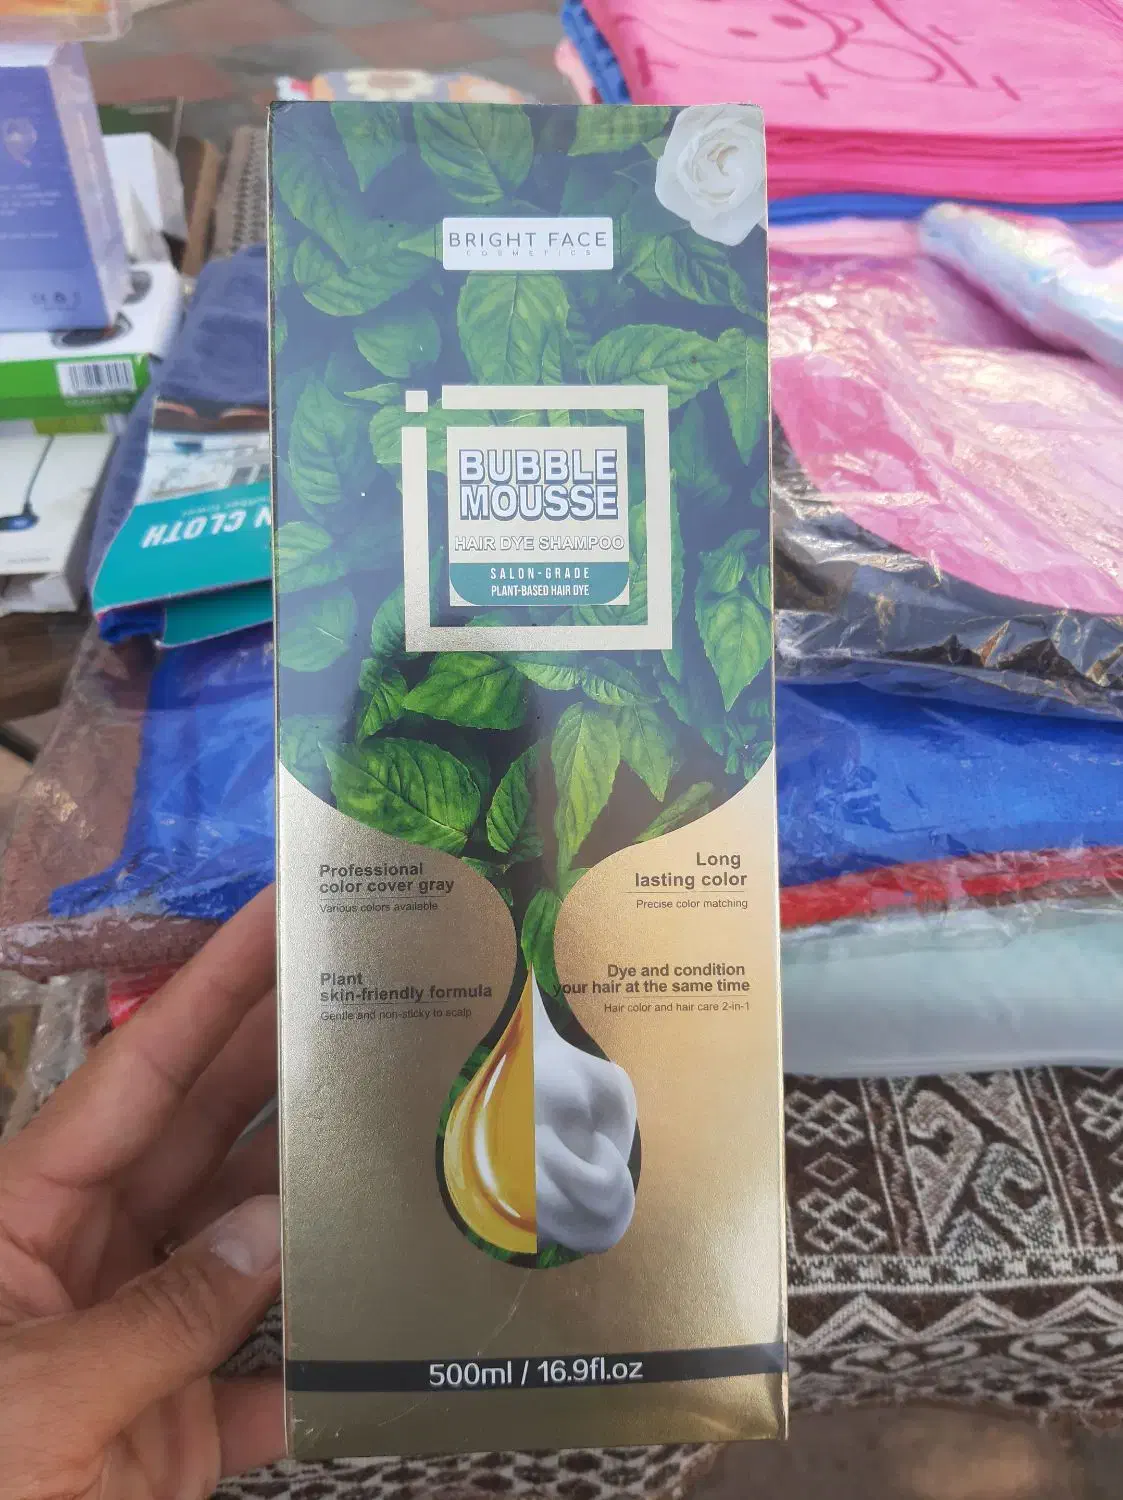 BRIGHT FACE
COSMETICS
BUBBLE
MOUSSE
HAIR DYE SHAMPOO
SALON-GRADE
PLANT-BASED HAIR DYE
Professional
color cover gray
Various colors available
Long
lasting color
Precise color matching
Plant
skin-friendly formula
Gentle and non-sticky to scalp
Dye and condition
your hair at the same time
Hair color and hair care 2-in-1
500ml / 16.9fl.oz
N CLOTH